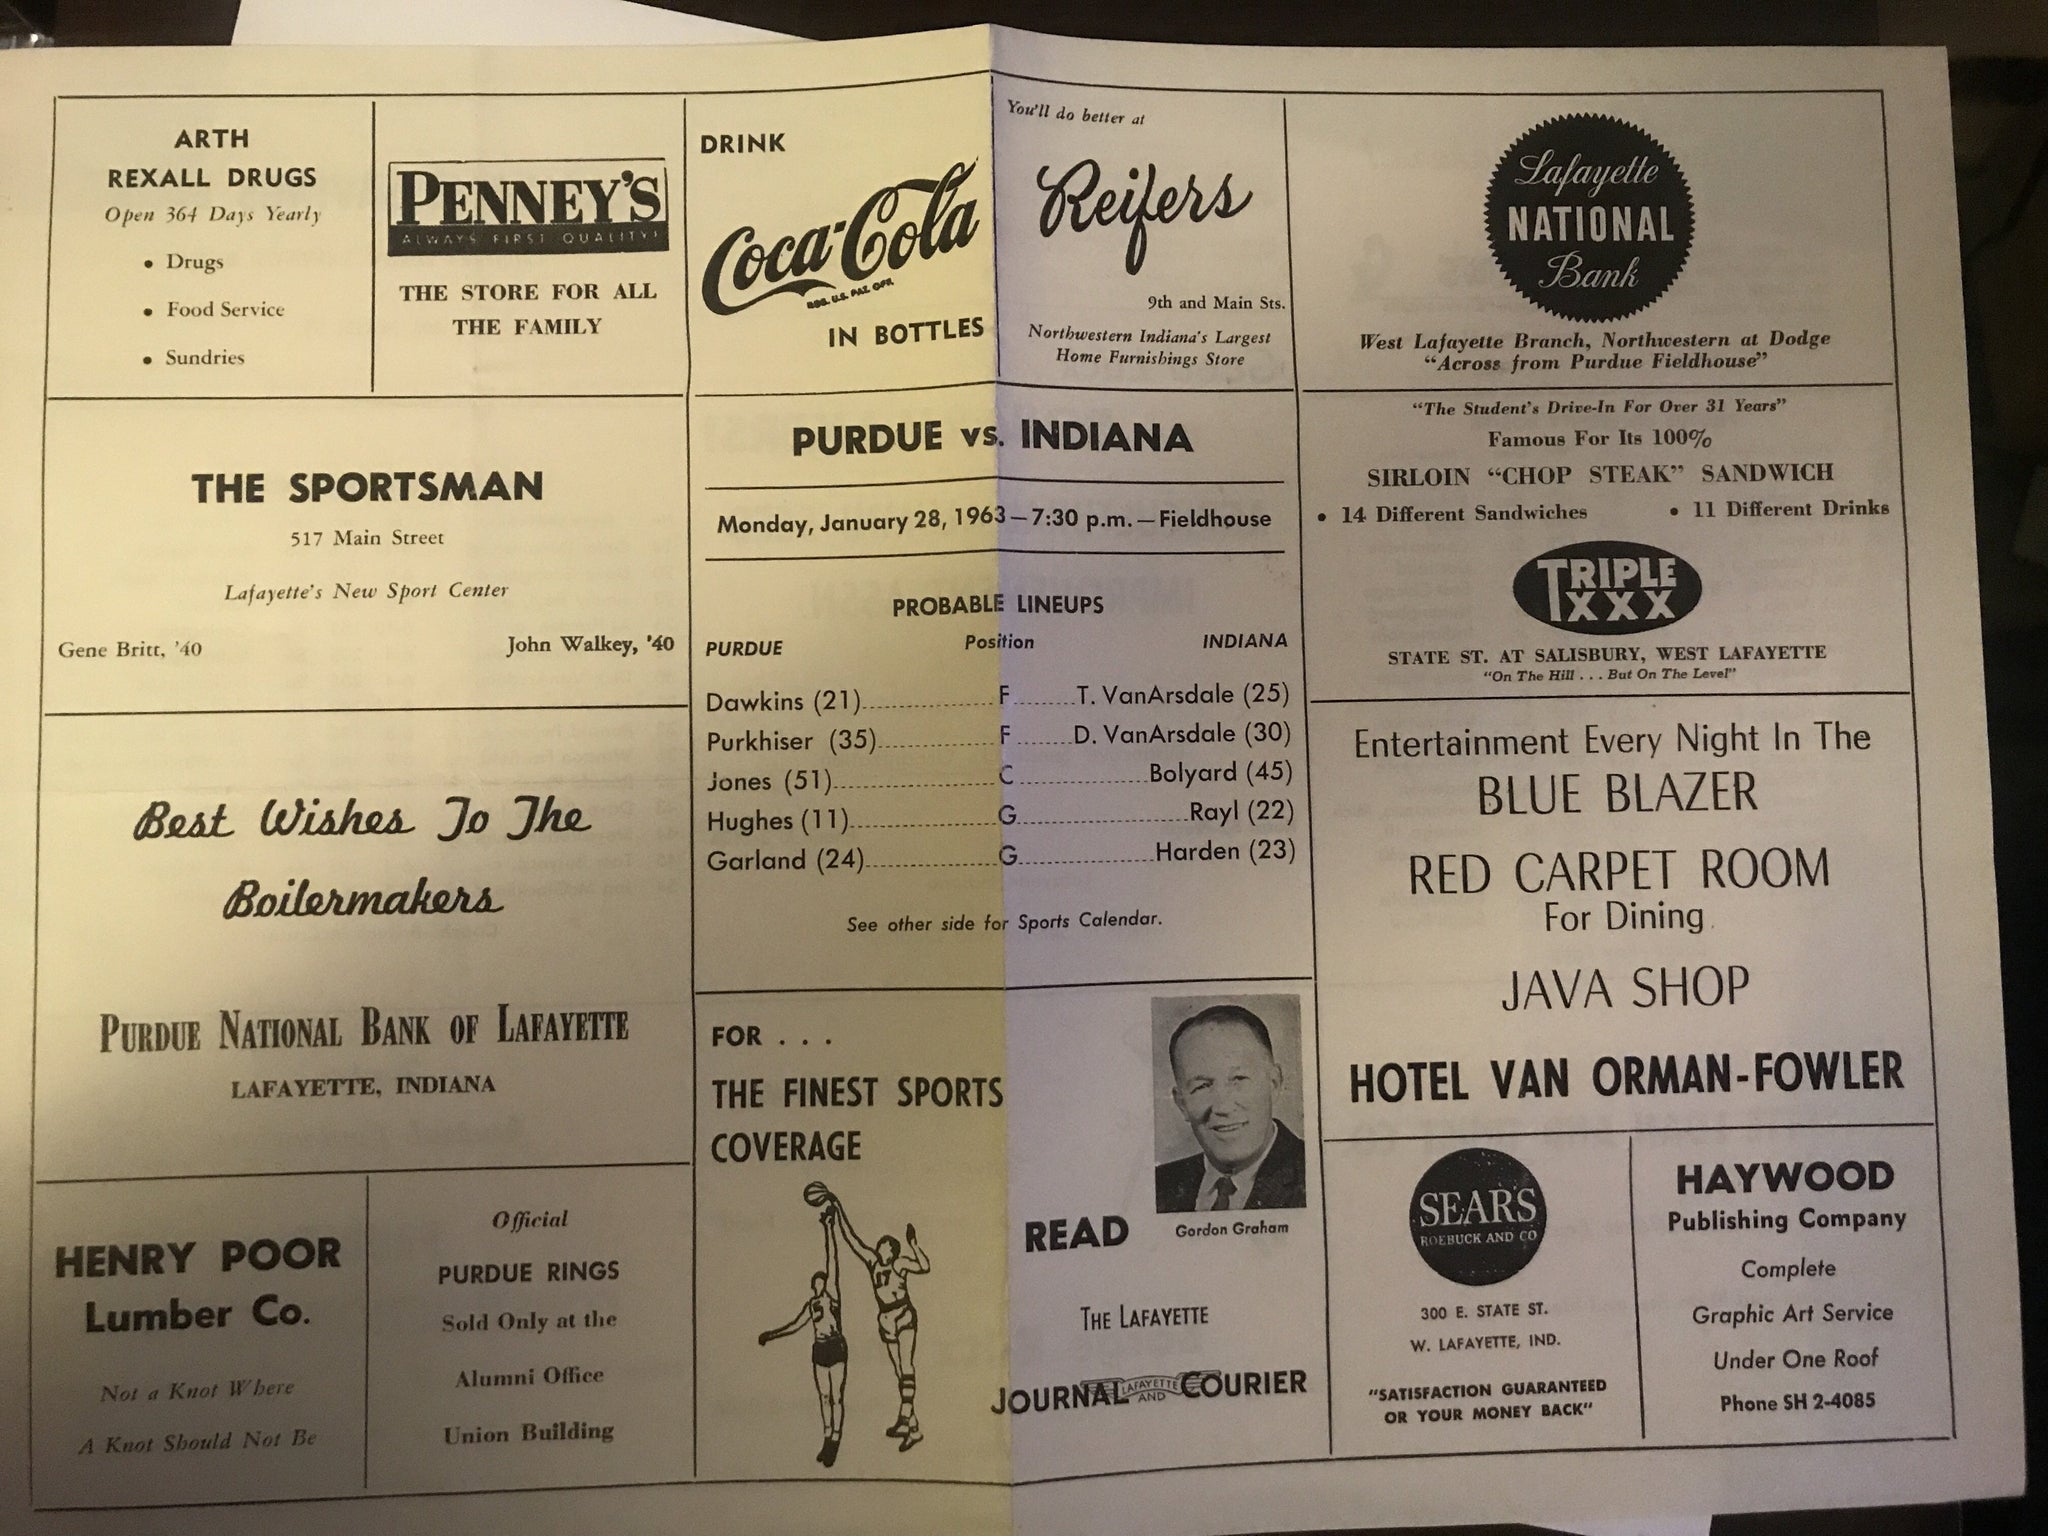 ARTH
REXALL DRUGS
Open 364 Days Yearly
• Drugs
• Food Service
• Sundries
PENNEY'S
ALWAYS FIRST QUALITY!
THE STORE FOR ALL
THE FAMILY
DRINK
Coca-Cola
REG. U.S. PAT. OFF.
IN BOTTLES
You'll do better at
Reifers
9th and Main Sts.
Northwestern Indiana's Largest
Home Furnishings Store
Lafayette
NATIONAL
Bank
West Lafayette Branch, Northwestern at Dodge
"Across from Purdue Fieldhouse"
THE SPORTSMAN
517 Main Street
Lafayette's New Sport Center
Gene Britt, '40 John Walkey, '40
PURDUE vs. INDIANA
Monday, January 28, 1963—7:30 p.m.—Fieldhouse
PROBABLE LINEUPS
PURDUE Position INDIANA
Dawkins (21) F T. VanArsdale (25)
Purkhiser (35) F D. VanArsdale (30)
Jones (51) C Bolyard (45)
Hughes (11) G Rayl (22)
Garland (24) G Harden (23)
See other side for Sports Calendar.
"The Student's Drive-In For Over 31 Years"
Famous For Its 100%
SIRLOIN "CHOP STEAK" SANDWICH
• 14 Different Sandwiches • 11 Different Drinks
TRIPLE
XXX
STATE ST. AT SALISBURY, WEST LAFAYETTE
"On The Hill . . . But On The Level"
Best Wishes To The
Boilermakers
PURDUE NATIONAL BANK OF LAFAYETTE
LAFAYETTE, INDIANA
Entertainment Every Night In The
BLUE BLAZER
RED CARPET ROOM
For Dining
JAVA SHOP
HOTEL VAN ORMAN-FOWLER
HENRY POOR
Lumber Co.
Not a Knot Where
A Knot Should Not Be
Official
PURDUE RINGS
Sold Only at the
Alumni Office
Union Building
FOR . . .
THE FINEST SPORTS
COVERAGE
READ
Gordon Graham
THE LAFAYETTE
JOURNAL LAFAYETTE AND COURIER
SEARS
ROEBUCK AND CO
300 E. STATE ST.
W. LAFAYETTE, IND.
"SATISFACTION GUARANTEED
OR YOUR MONEY BACK"
HAYWOOD
Publishing Company
Complete
Graphic Art Service
Under One Roof
Phone SH 2-4085